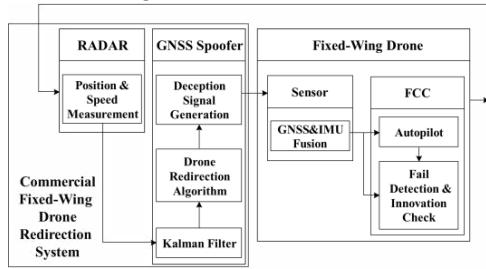 RADAR
Position &
Speed
Measurement
GNSS Spoofer
Deception
Signal
Generation
Drone
Redirection
Algorithm
Kalman Filter
Commercial
Fixed-Wing
Drone
Redirection
System
Fixed-Wing Drone
Sensor
GNSS&IMU
Fusion
FCC
Autopilot
Fail
Detection &
Innovation
Check